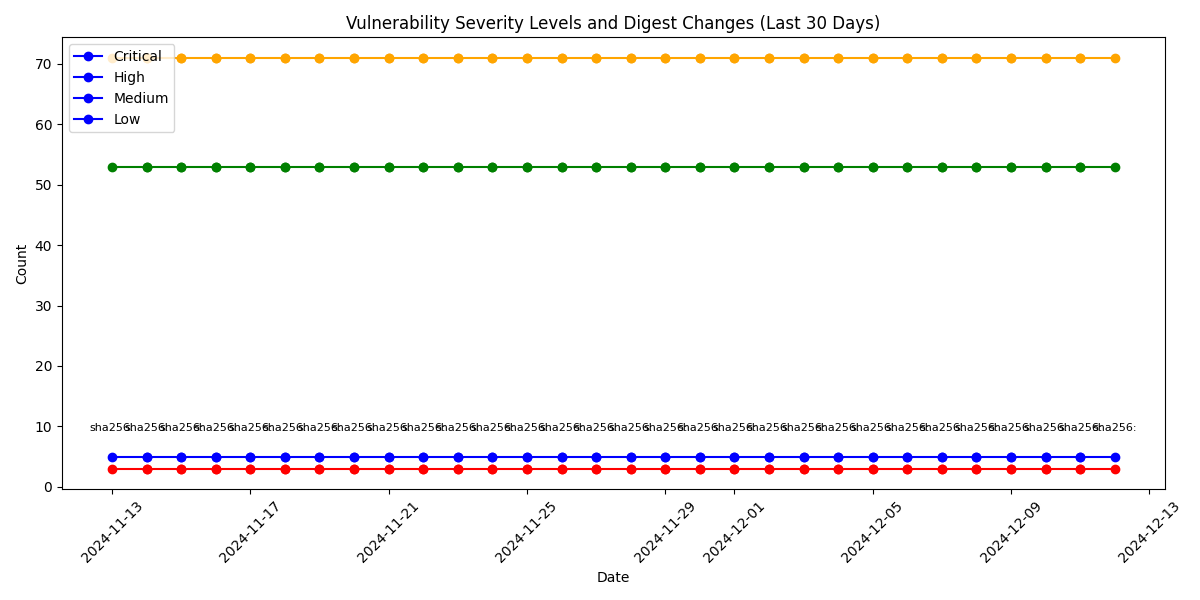 Vulnerability Severity Levels and Digest Changes (Last 30 Days)
Critical
High
Medium
Low
70
60
50
40
30
20
10
0
Count
sha256: sha256: sha256: sha256: sha256: sha256: sha256: sha256: sha256: sha256: sha256: sha256: sha256: sha256: sha256: sha256: sha256: sha256: sha256: sha256: sha256: sha256: sha256: sha256: sha256: sha256: sha256: sha256: sha256: sha256:
2024-11-13
2024-11-17
2024-11-21
2024-11-25
2024-11-29
2024-12-01
2024-12-05
2024-12-09
2024-12-13
Date